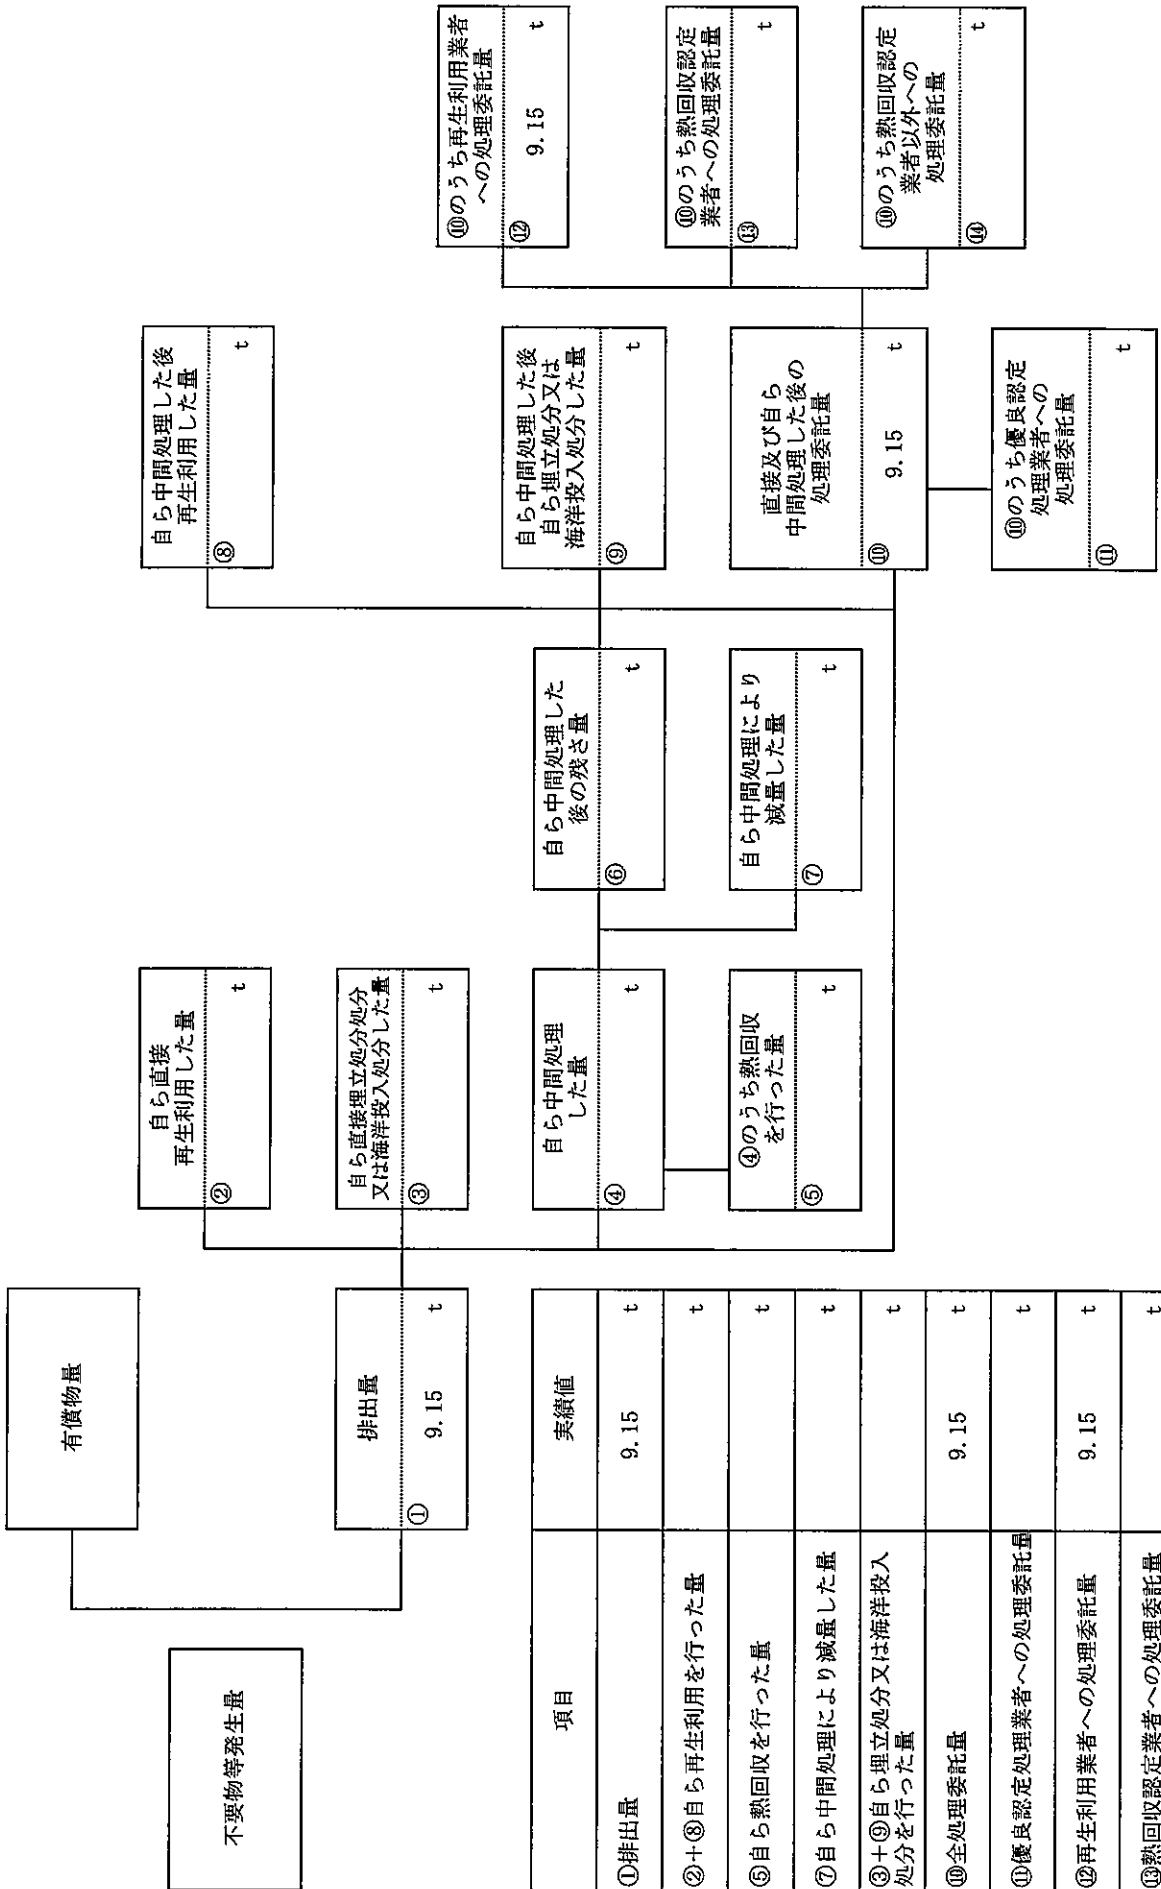 不要物等発生量
有償物量
排出量
① 9.15 t
自ら直接
再生利用した量
② t
自ら直接埋立処分処分
又は海洋投入処分した量
③ t
自ら中間処理
した量
④ t
④のうち熱回収
を行った量
⑤ t
自ら中間処理した
後の残さ量
⑥ t
自ら中間処理により
減量した量
⑦ t
自ら中間処理した後
再生利用した量
⑧ t
自ら中間処理した後
自ら埋立処分又は
海洋投入処分した量
⑨ t
直接及び自ら
中間処理した後の
処理委託量
⑩ 9.15 t
⑩のうち優良認定
処理業者への
処理委託量
⑪ t
⑩のうち再生利用業者
への処理委託量
⑫ 9.15 t
⑩のうち熱回収認定
業者への処理委託量
⑬ t
⑩のうち熱回収認定
業者以外への
処理委託量
⑭ t
項目 実績値
①排出量 9.15 t
②+⑧自ら再生利用を行った量 t
⑤自ら熱回収を行った量 t
⑦自ら中間処理により減量した量 t
③+⑨自ら埋立処分又は海洋投入
処分を行った量 t
⑩全処理委託量 9.15 t
⑪優良認定処理業者への処理委託量 t
⑫再生利用業者への処理委託量 9.15 t
⑬熱回収認定業者への処理委託量 t